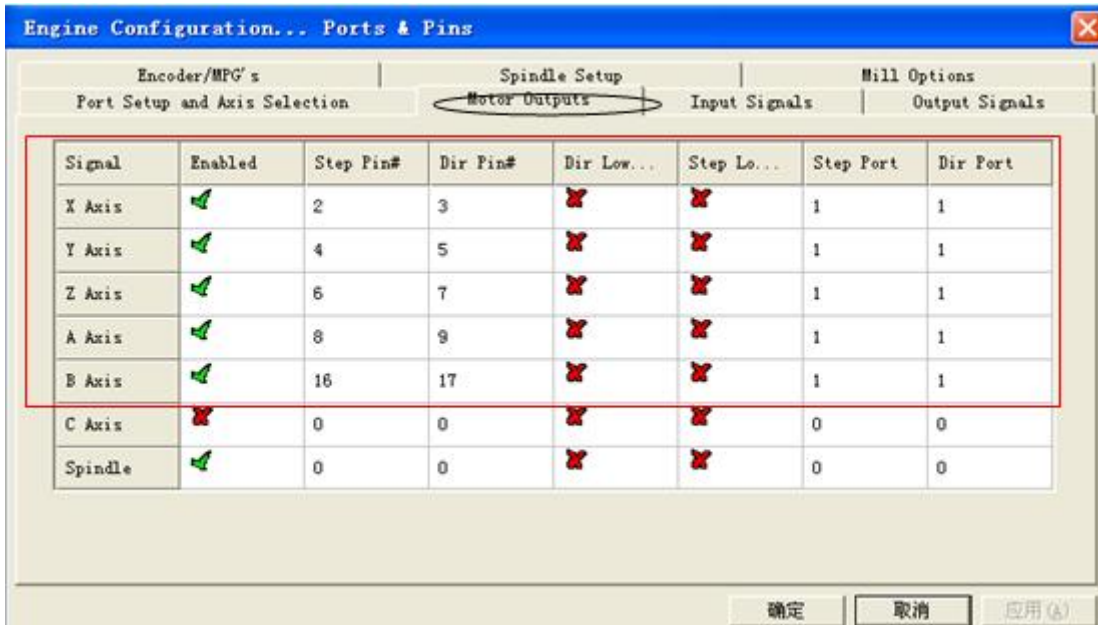 Engine Configuration... Ports & Pins
Encoder/MPG's Spindle Setup Mill Options
Port Setup and Axis Selection Motor Outputs Input Signals Output Signals
Signal Enabled Step Pin# Dir Pin# Dir Low... Step Lo... Step Port Dir Port
X Axis 2 3 1 1
Y Axis 4 5 1 1
Z Axis 6 7 1 1
A Axis 8 9 1 1
B Axis 16 17 1 1
C Axis 0 0 0 0
Spindle 0 0 0 0
确定 取消 应用(A)